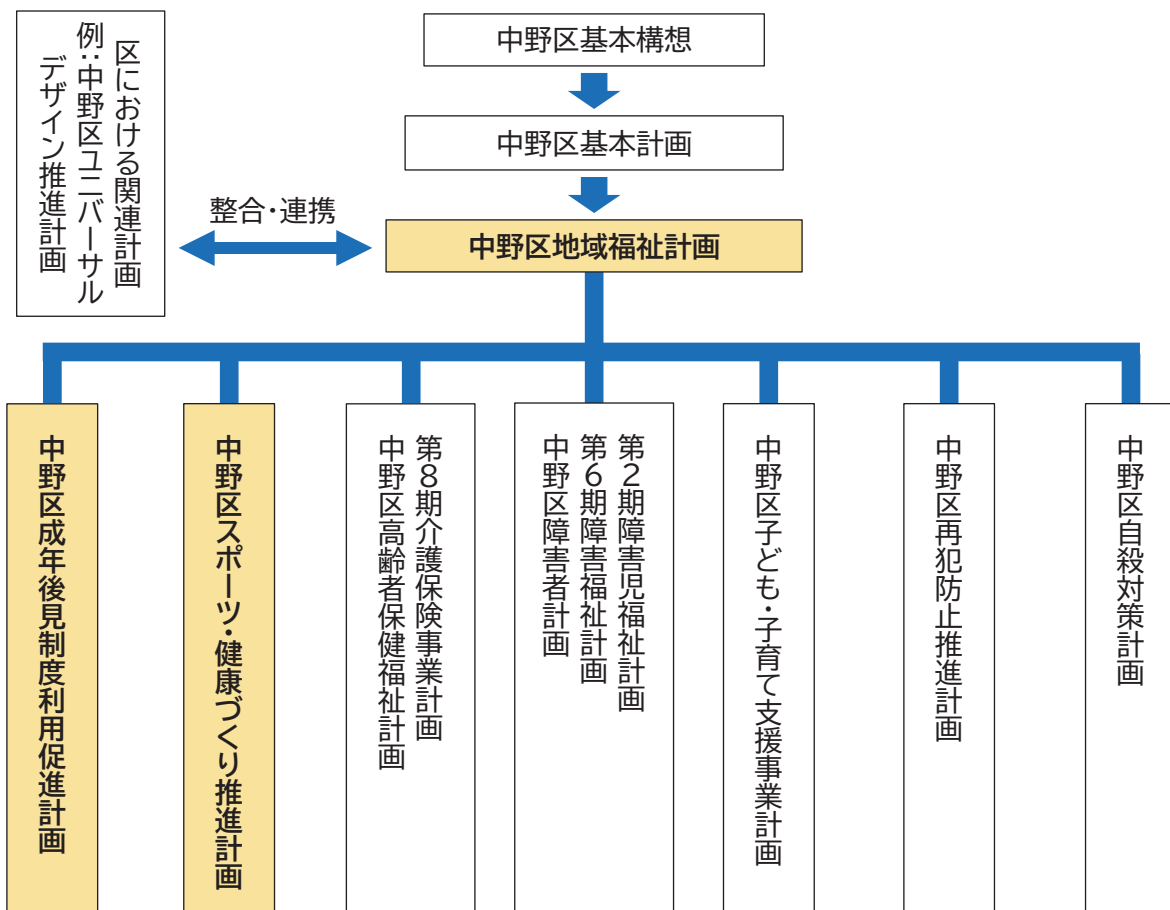 中野区基本構想
中野区基本計画
中野区地域福祉計画
整合・連携
区における関連計画
例：中野区ユニバーサル
デザイン推進計画
中野区成年後見制度利用促進計画
中野区スポーツ・健康づくり推進計画
第８期介護保険事業計画
中野区高齢者保健福祉計画
第２期障害児福祉計画
第６期障害福祉計画
中野区障害者計画
中野区子ども・子育て支援事業計画
中野区再犯防止推進計画
中野区自殺対策計画